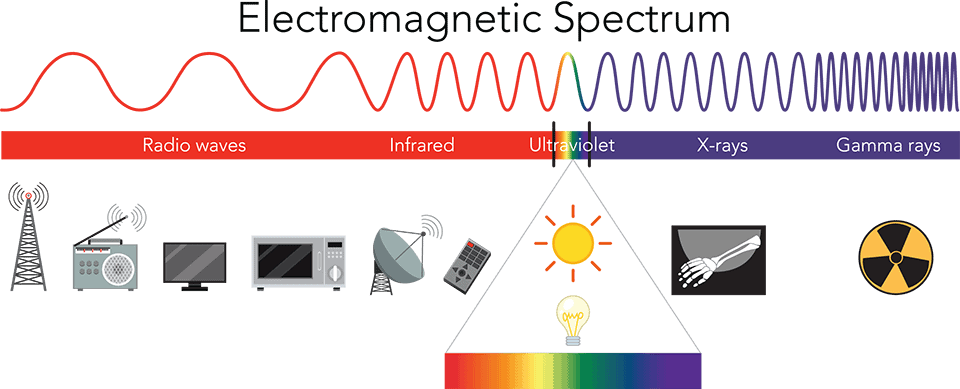 Electromagnetic Spectrum
Radio waves Infrared Ultraviolet X-rays Gamma rays